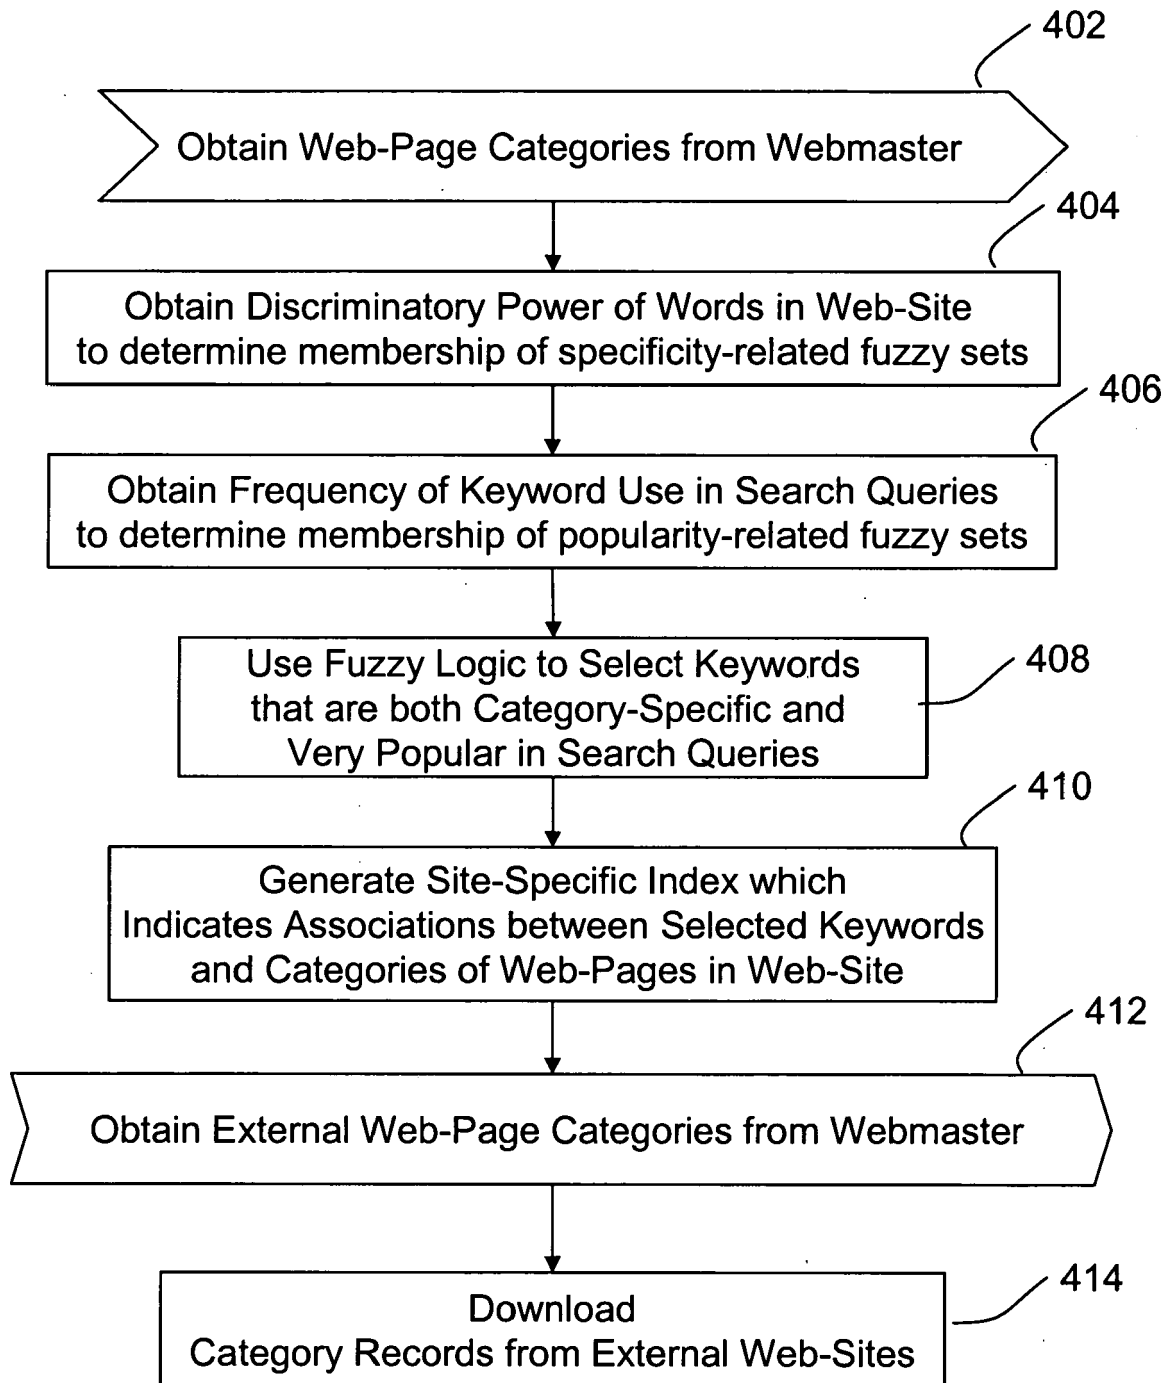 402
Obtain Web-Page Categories from Webmaster
404
Obtain Discriminatory Power of Words in Web-Site
to determine membership of specificity-related fuzzy sets
406
Obtain Frequency of Keyword Use in Search Queries
to determine membership of popularity-related fuzzy sets
Use Fuzzy Logic to Select Keywords
408
that are both Category-Specific and
Very Popular in Search Queries
410
Generate Site-Specific Index which
Indicates Associations between Selected Keywords
and Categories of Web-Pages in Web-Site
412
Obtain External Web-Page Categories from Webmaster
414
Download
Category Records from External Web-Sites